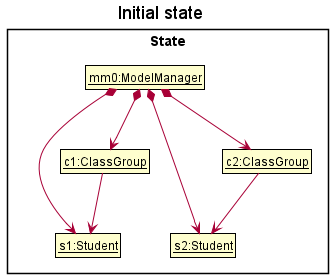 Initial state
State
mm0:ModelManager
c1:ClassGroup
c2:ClassGroup
s1:Student
s2:Student